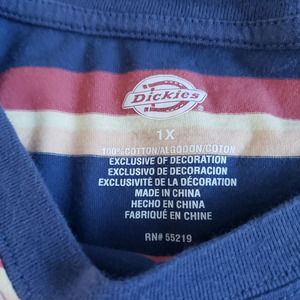 Dickies
1X
100% COTTON/ALGODON/COTON
EXCLUSIVE OF DECORATION
EXCLUSIVO DE DECORACION
EXCLUSIVITÉ DE LA DÉCORATION
MADE IN CHINA
HECHO EN CHINA
FABRIQUÉ EN CHINE
RN# 55219